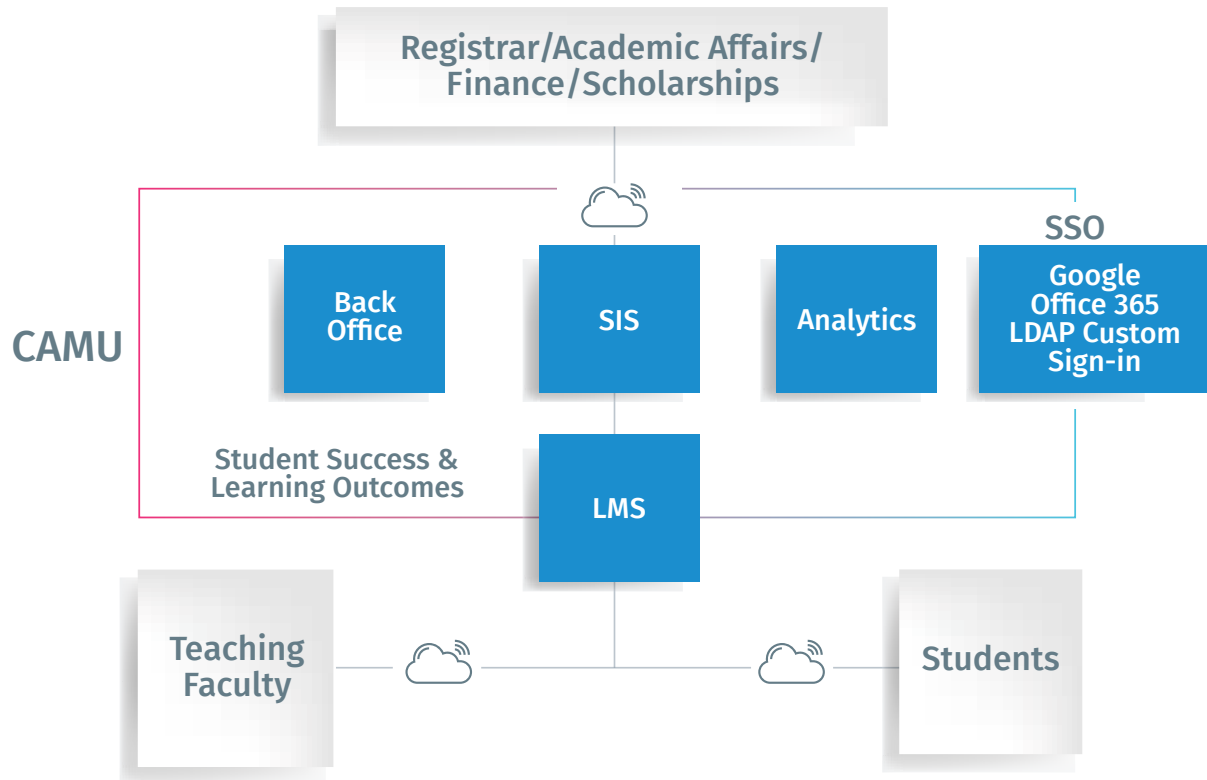 Registrar/Academic Affairs/
Finance/Scholarships
SSO
Back
Office
SIS
Analytics
Google
Office 365
LDAP Custom
Sign-in
CAMU
Student Success &
Learning Outcomes
LMS
Teaching
Faculty
Students